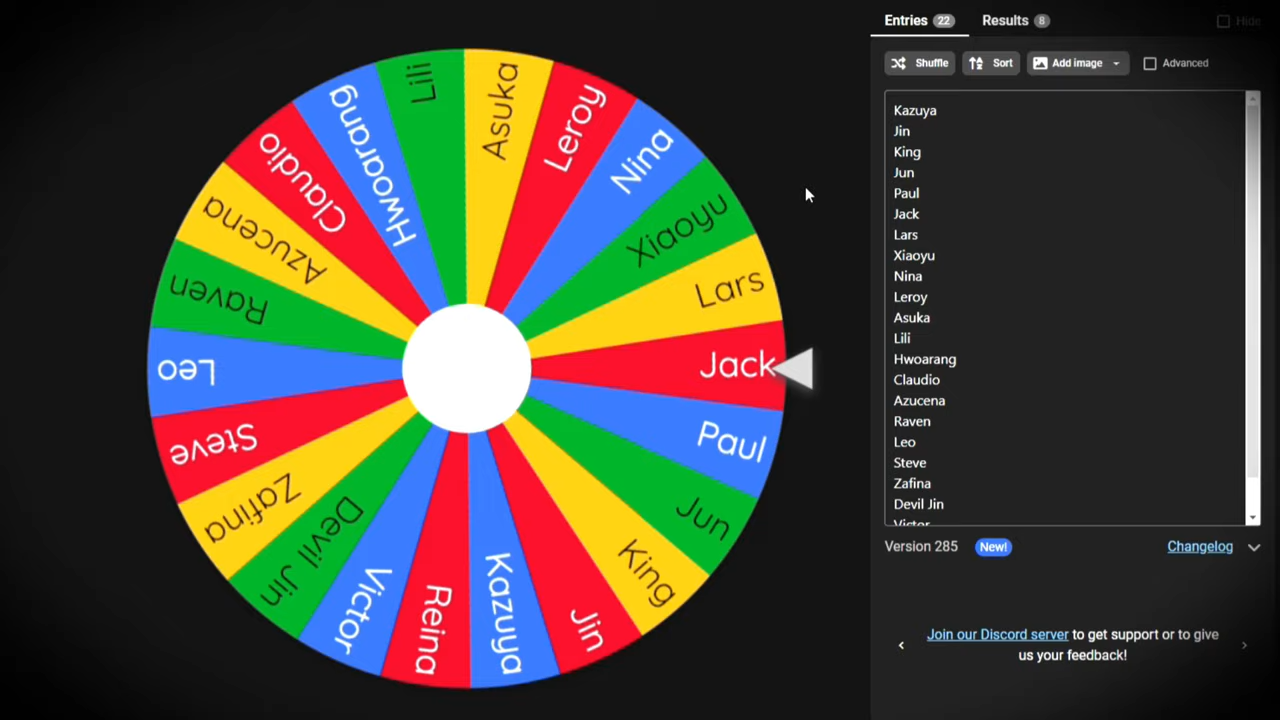 Entries 22 Results 8 Hide
Shuffle Sort Add image Advanced
Kazuya
Jin
King
Jun
Paul
Jack
Lars
Xiaoyu
Nina
Leroy
Asuka
Lili
Hwoarang
Claudio
Azucena
Raven
Leo
Steve
Zafina
Devil Jin
Victor
Version 285 New! Changelog
Join our Discord server to get support or to give
us your feedback!
Lili
Asuka
Leroy
Nina
Xiaoyu
Lars
Jack
Paul
Jun
King
Jin
Kazuya
Reina
Victor
Devil Jin
Zafina
Steve
Leo
Raven
Azucena
Claudio
Hwoarang